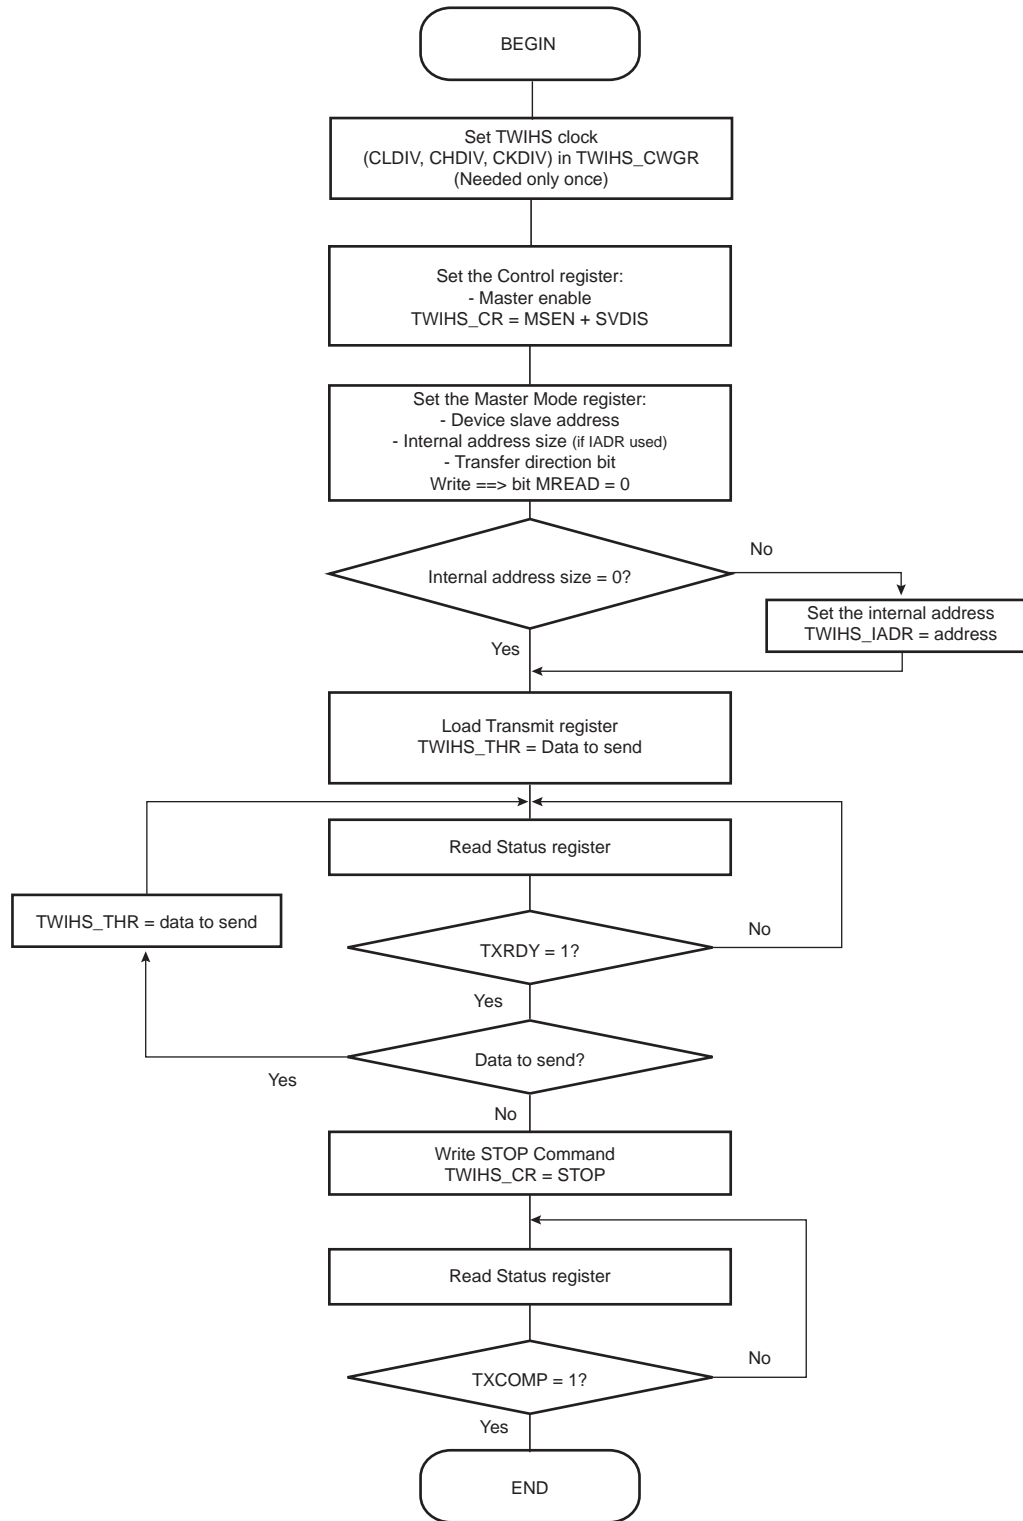 BEGIN
Set TWIHS clock
(CLDIV, CHDIV, CKDIV) in TWIHS_CWGR
(Needed only once)
Set the Control register:
- Master enable
TWIHS_CR = MSEN + SVDIS
Set the Master Mode register:
- Device slave address
- Internal address size (if IADR used)
- Transfer direction bit
Write ==> bit MREAD = 0
No
Internal address size = 0?
Set the internal address
TWIHS_IADR = address
Yes
Load Transmit register
TWIHS_THR = Data to send
Read Status register
TWIHS_THR = data to send
No
TXRDY = 1?
Yes
Data to send?
Yes
No
Write STOP Command
TWIHS_CR = STOP
Read Status register
No
TXCOMP = 1?
Yes
END